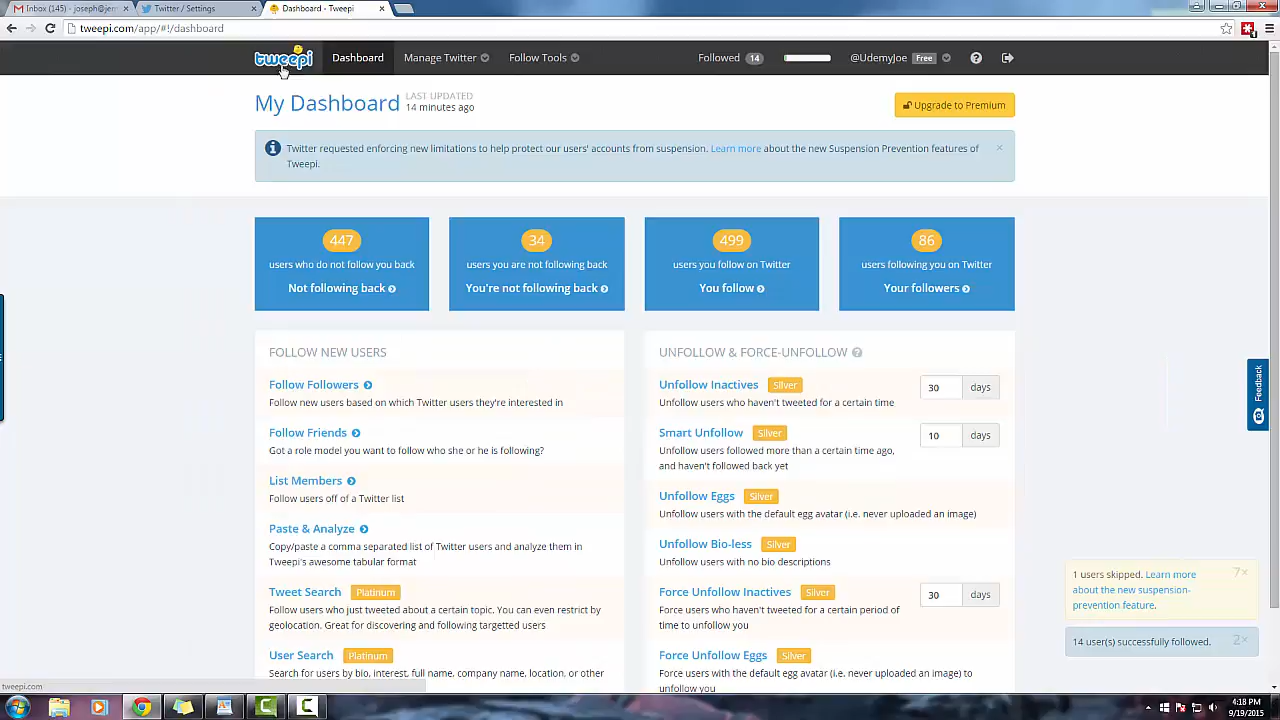 Inbox (145) - joseph@jerr
Twitter / Settings
Dashboard - Tweepi
tweepi.com/app/#!/dashboard
tweepi
Dashboard
Manage Twitter
Follow Tools
Followed 14
@UdemyJoe Free
My Dashboard
LAST UPDATED
14 minutes ago
Upgrade to Premium
Twitter requested enforcing new limitations to help protect our users' accounts from suspension. Learn more about the new Suspension Prevention features of
Tweepi.
447
users who do not follow you back
Not following back
34
users you are not following back
You're not following back
499
users you follow on Twitter
You follow
86
users following you on Twitter
Your followers
FOLLOW NEW USERS
Follow Followers
Follow new users based on which Twitter users they're interested in
Follow Friends
Got a role model you want to follow who she or he is following?
List Members
Follow users off of a Twitter list
Paste & Analyze
Copy/paste a comma separated list of Twitter users and analyze them in
Tweepi's awesome tabular format
Tweet Search Platinum
Follow users who just tweeted about a certain topic. You can even restrict by
geolocation. Great for discovering and following targetted users
User Search Platinum
Search for users by bio, interest, full name, company name, location, or other
UNFOLLOW & FORCE-UNFOLLOW
Unfollow Inactives Silver 30 days
Unfollow users who haven't tweeted for a certain time
Smart Unfollow Silver 10 days
Unfollow users followed more than a certain time ago,
and haven't followed back yet
Unfollow Eggs Silver
Unfollow users with the default egg avatar (i.e. never uploaded an image)
Unfollow Bio-less Silver
Unfollow users with no bio descriptions
Force Unfollow Inactives Silver 30 days
Force users who haven't tweeted for a certain period of
time to unfollow you
Force Unfollow Eggs Silver
Force users with the default egg avatar (i.e. never uploaded an image) to
unfollow you
Feedback
1 users skipped. Learn more 7×
about the new suspension-
prevention feature.
14 user(s) successfully followed. 2×
tweepi.com
4:18 PM
9/19/2015